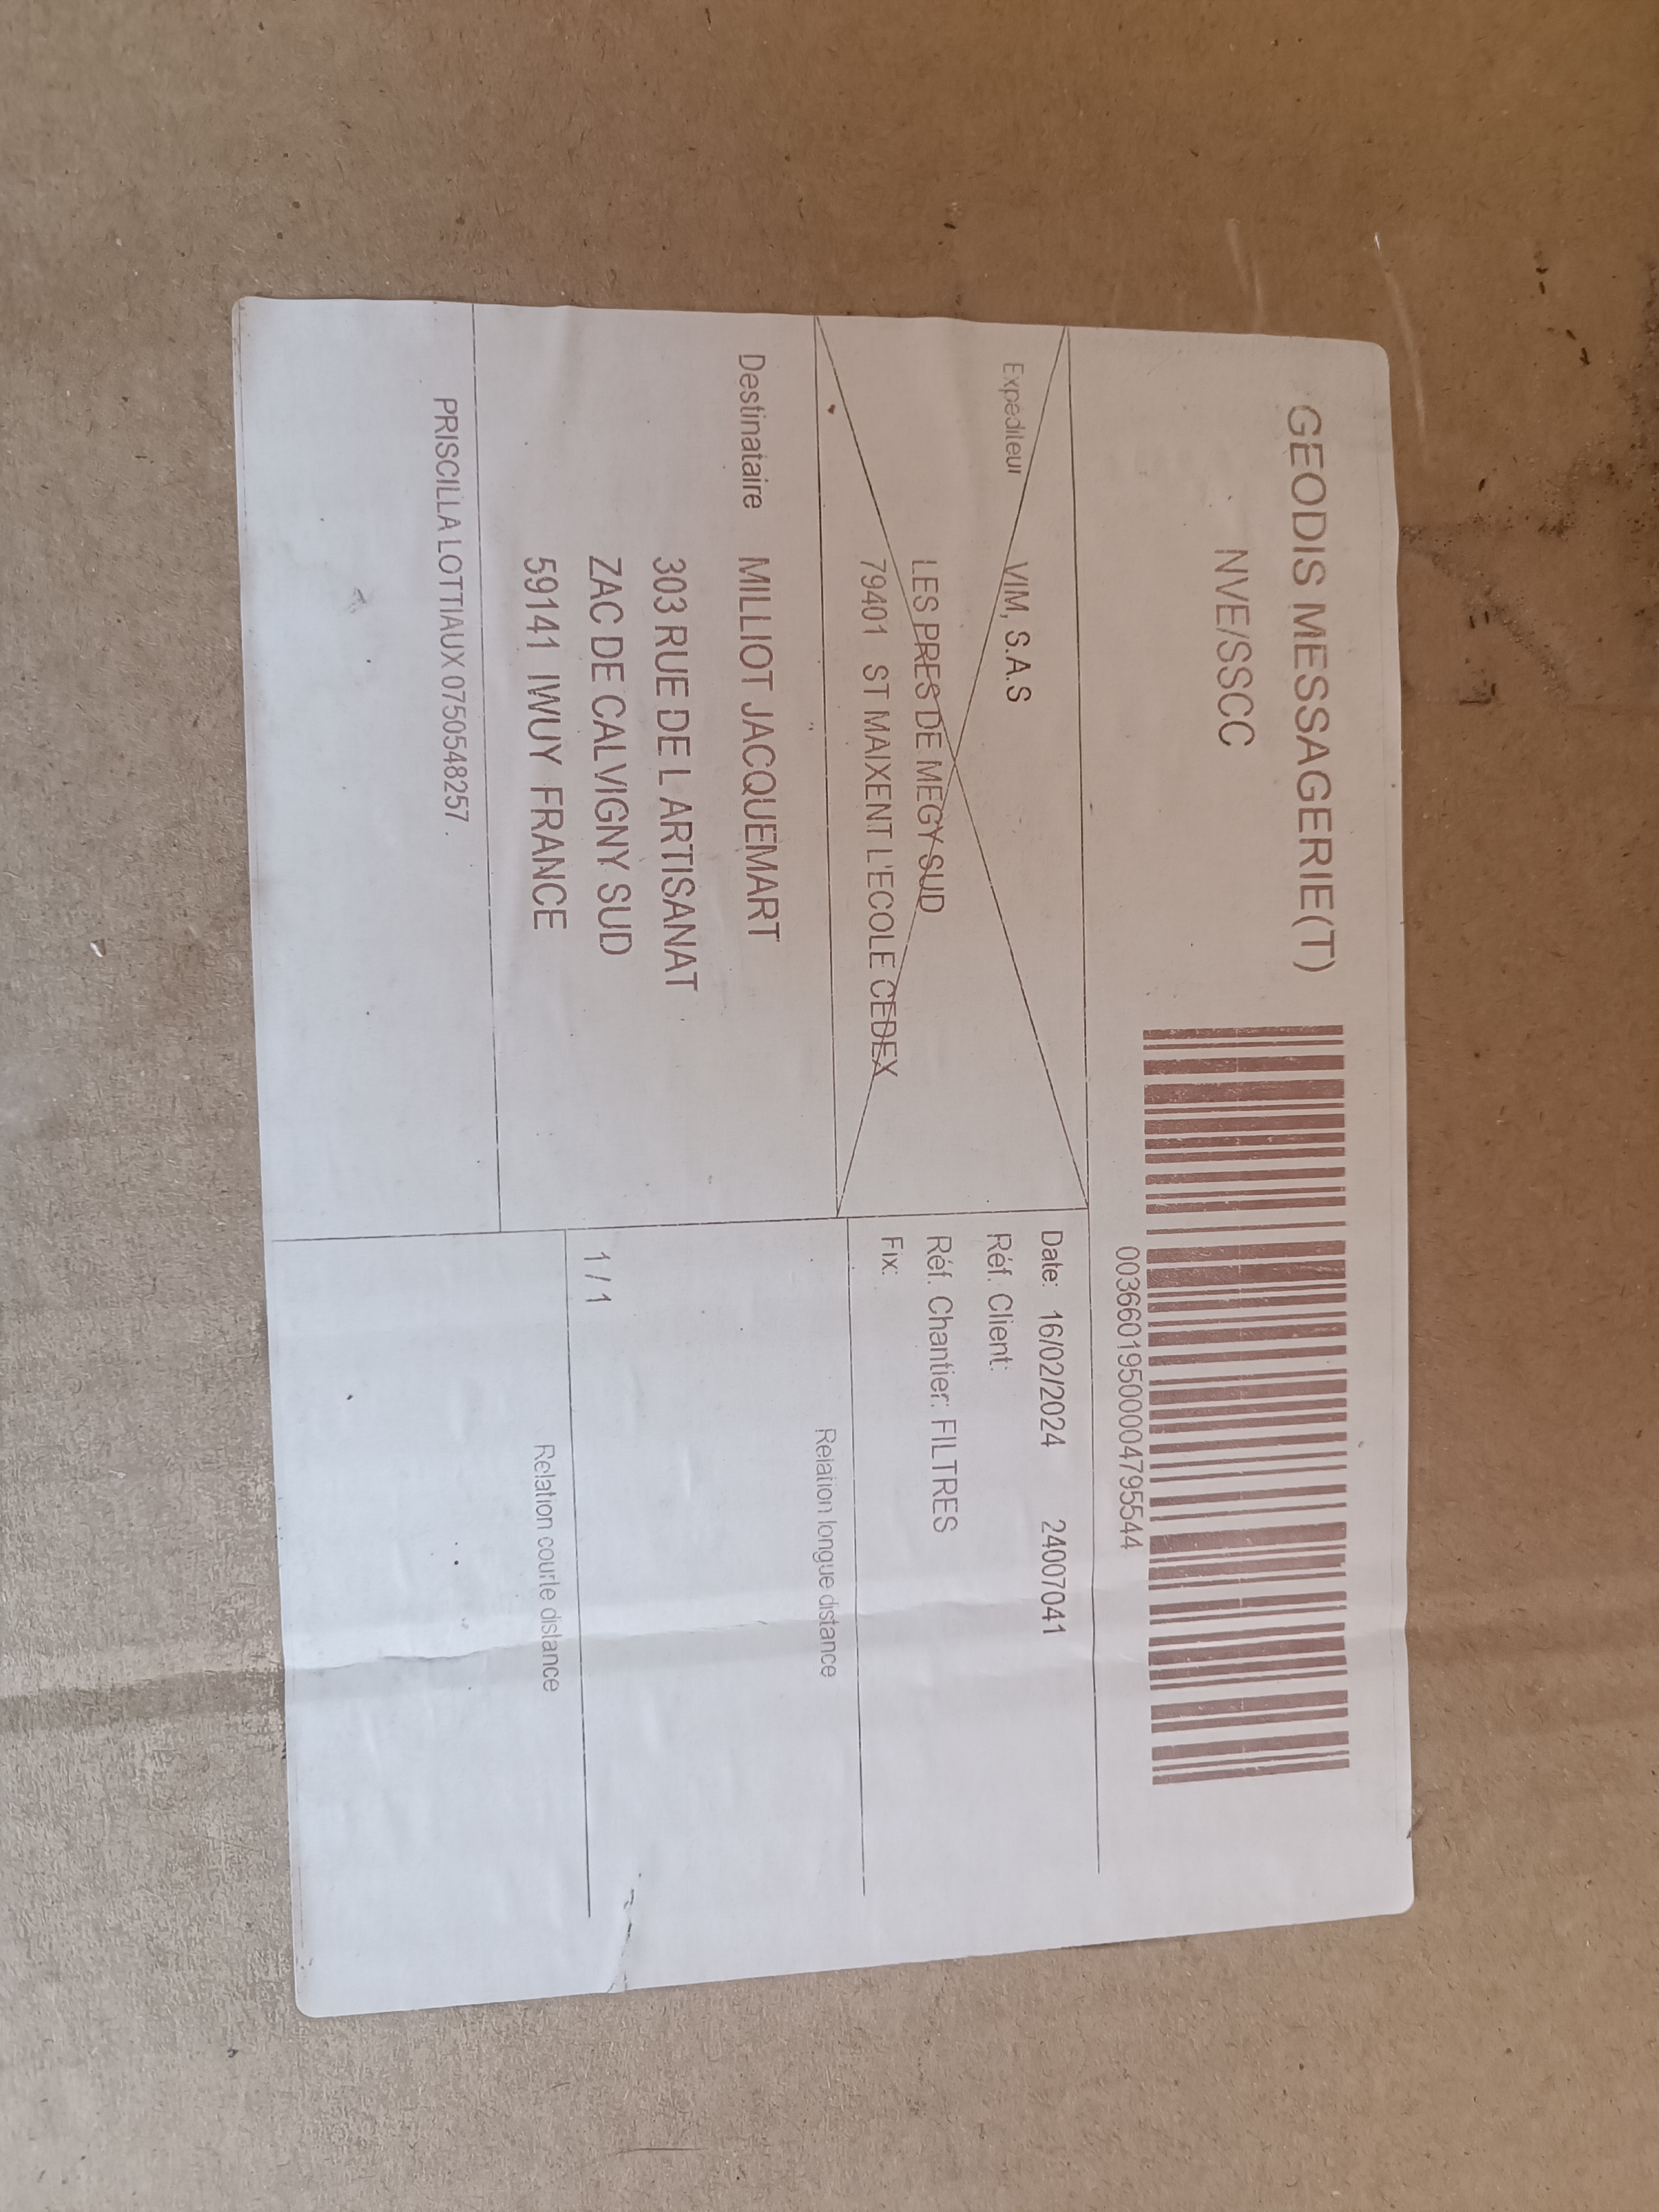 GEODIS MESSAGERIE(T)
NVE/SSCC
00366019500004795544
Expediteur VIM, S.A.S
LES PRES DE MEGY SUD
79401 ST MAIXENT L'ECOLE CEDEX
Date: 16/02/2024 24007041
Réf. Client:
Réf. Chantier: FILTRES
Fix:
Destinataire MILLIOT JACQUEMART
303 RUE DE L ARTISANAT
ZAC DE CALVIGNY SUD
59141 IWUY FRANCE
Relation longue distance
1 / 1
PRISCILLA LOTTIAUX 0750548257.
Relation courte distance